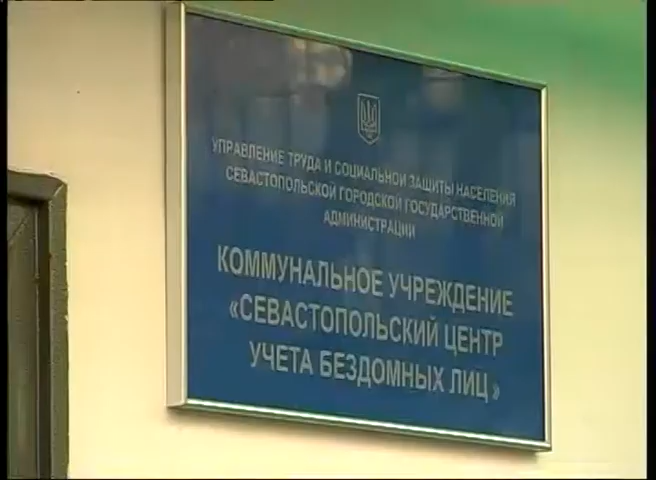 УПРАВЛЕНИЕ ТРУДА И СОЦИАЛЬНОЙ ЗАЩИТЫ НАСЕЛЕНИЯ
СЕВАСТОПОЛЬСКОЙ ГОРОДСКОЙ ГОСУДАРСТВЕННОЙ
АДМИНИСТРАЦИИ
КОММУНАЛЬНОЕ УЧРЕЖДЕНИЕ
«СЕВАСТОПОЛЬСКИЙ ЦЕНТР
УЧЕТА БЕЗДОМНЫХ ЛИЦ»